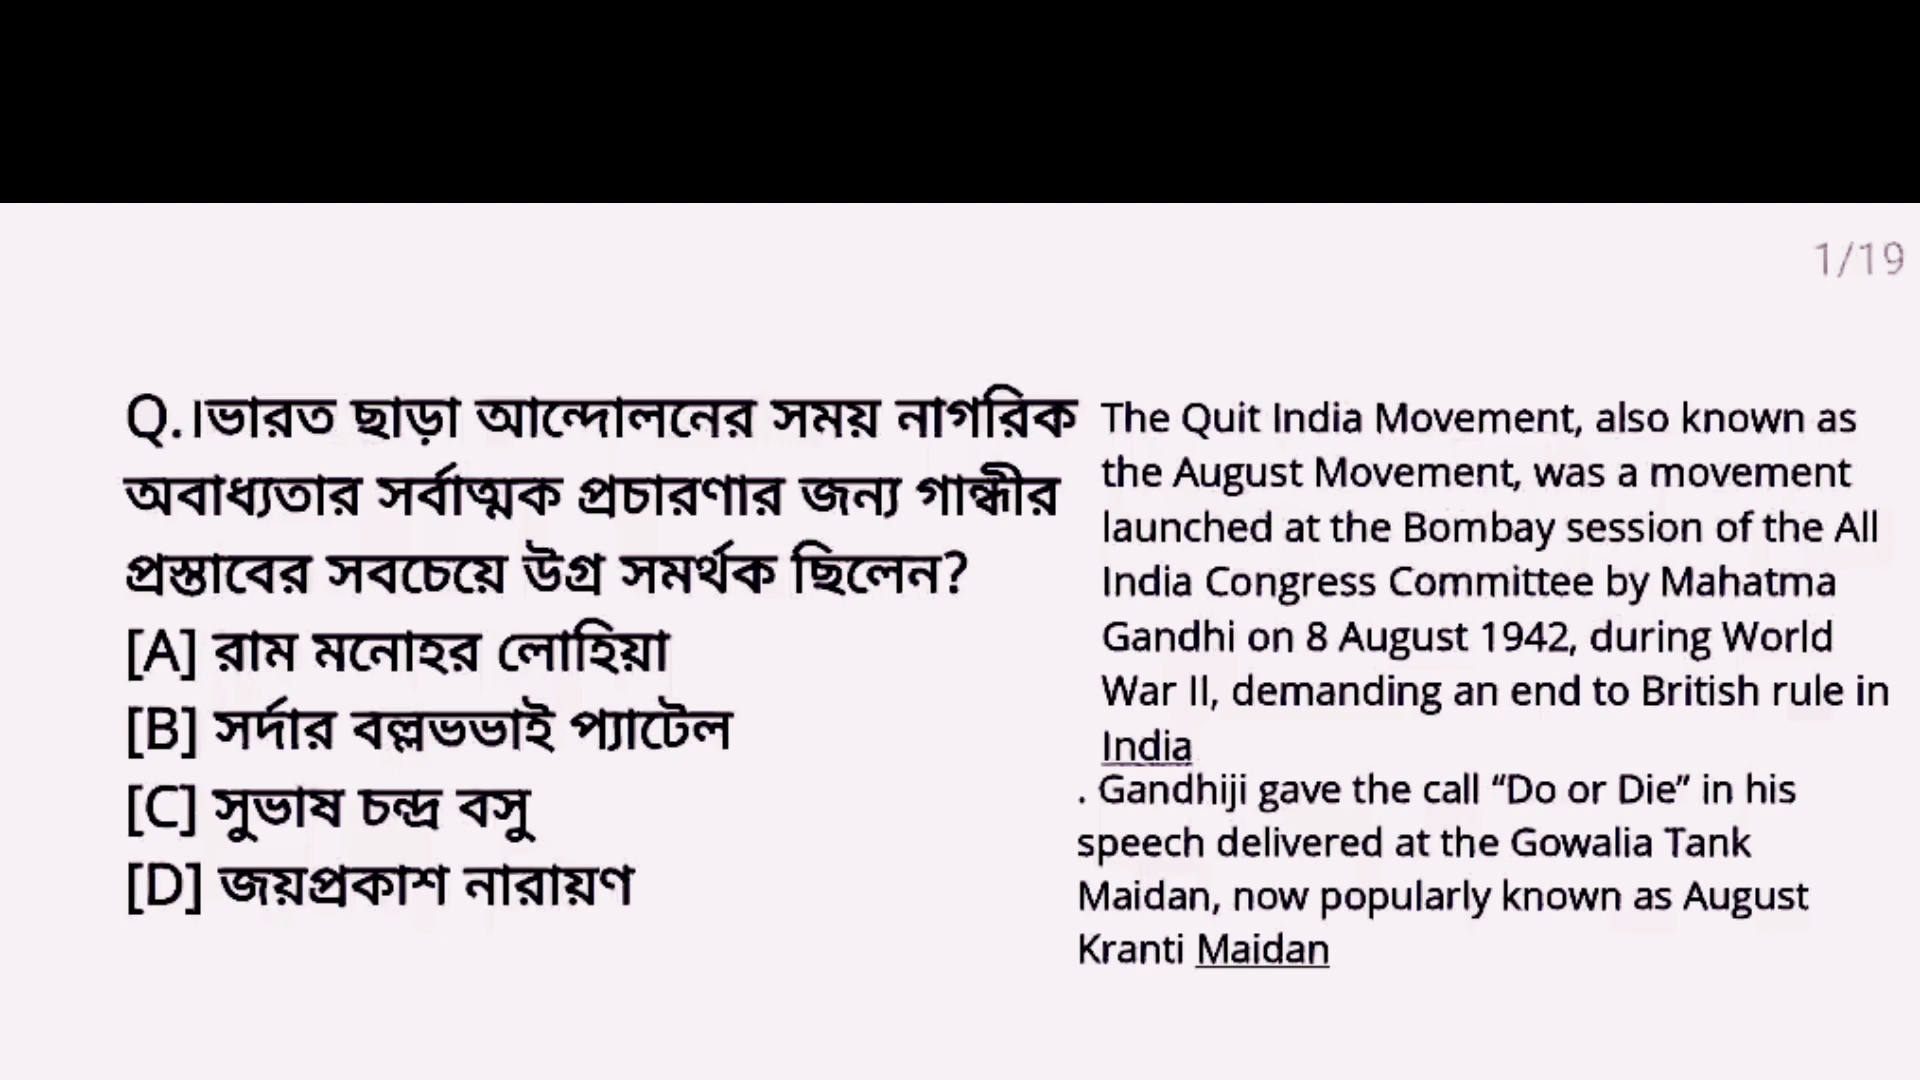 1/19
Q.।ভারত ছাড়া আন্দোলনের সময় নাগরিক
অবাধ্যতার সর্বাত্মক প্রচারণার জন্য গান্ধীর
প্রস্তাবের সবচেয়ে উগ্র সমর্থক ছিলেন?
[A] রাম মনোহর লোহিয়া
[B] সর্দার বল্লভভাই প্যাটেল
[C] সুভাষ চন্দ্র বসু
[D] জয়প্রকাশ নারায়ণ
The Quit India Movement, also known as
the August Movement, was a movement
launched at the Bombay session of the All
India Congress Committee by Mahatma
Gandhi on 8 August 1942, during World
War II, demanding an end to British rule in
India
. Gandhiji gave the call “Do or Die” in his
speech delivered at the Gowalia Tank
Maidan, now popularly known as August
Kranti Maidan